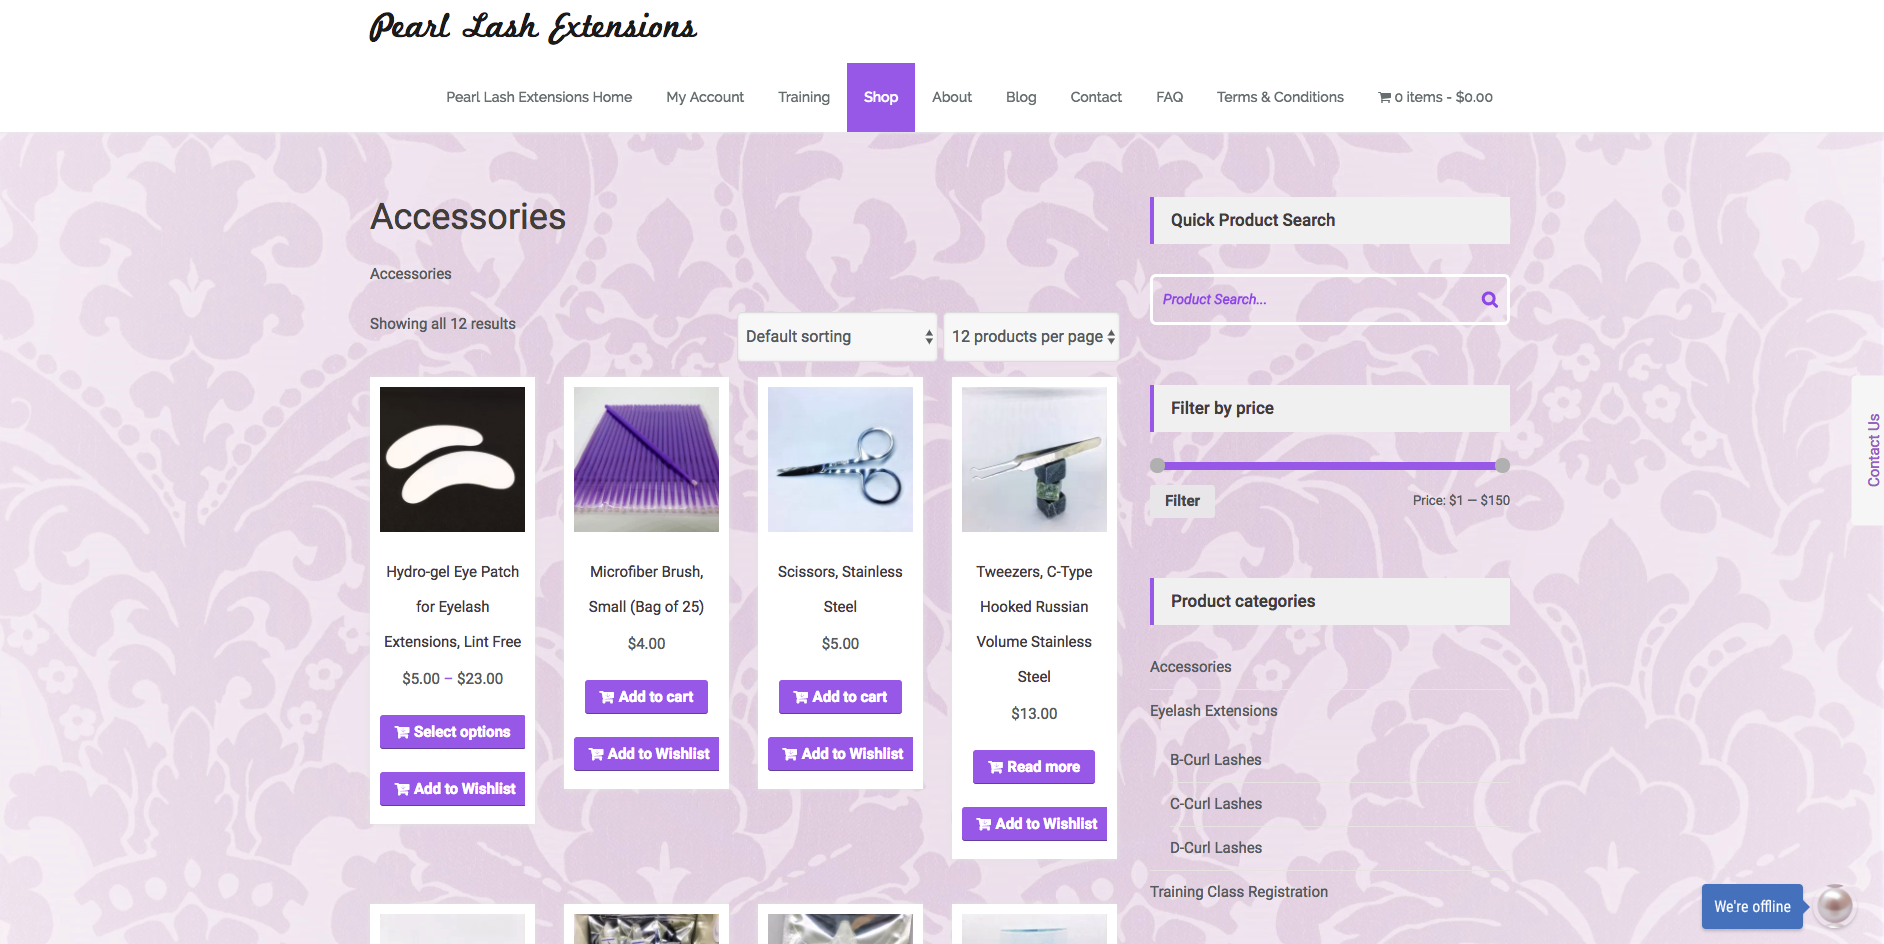 Pearl Lash Extensions
Pearl Lash Extensions Home
My Account
Training
Shop
About
Blog
Contact
FAQ
Terms & Conditions
0 items - $0.00
Accessories
Accessories
Showing all 12 results
Default sorting
12 products per page
Hydro-gel Eye Patch
for Eyelash
Extensions, Lint Free
$5.00 – $23.00
Select options
Add to Wishlist
Microfiber Brush,
Small (Bag of 25)
$4.00
Add to cart
Add to Wishlist
Scissors, Stainless
Steel
$5.00
Add to cart
Add to Wishlist
Tweezers, C-Type
Hooked Russian
Volume Stainless
Steel
$13.00
Read more
Add to Wishlist
Quick Product Search
Product Search...
Filter by price
Filter
Price: $1 — $150
Product categories
Accessories
Eyelash Extensions
B-Curl Lashes
C-Curl Lashes
D-Curl Lashes
Training Class Registration
Contact Us
We're offline